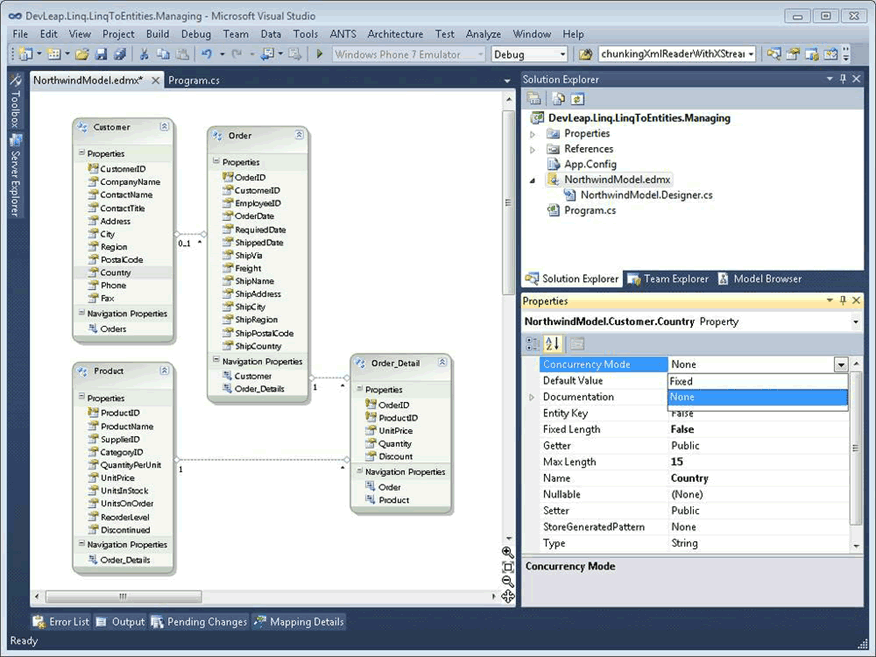 DevLeap.Linq.LinqToEntities.Managing - Microsoft Visual Studio
File Edit View Project Build Debug Team Data Tools ANTS Architecture Test Analyze Window Help
Windows Phone 7 Emulator Debug chunkingXmlReaderWithXStrear
Toolbox
Server Explorer
NorthwindModel.edmx* Program.cs
Customer
Properties
CustomerID
CompanyName
ContactName
ContactTitle
Address
City
Region
PostalCode
Country
Phone
Fax
Navigation Properties
Orders
0..1 *
Order
Properties
OrderID
CustomerID
EmployeeID
OrderDate
RequiredDate
ShippedDate
ShipVia
Freight
ShipName
ShipAddress
ShipCity
ShipRegion
ShipPostalCode
ShipCountry
Navigation Properties
Customer
Order_Details
1 *
Product
Properties
ProductID
ProductName
SupplierID
CategoryID
QuantityPerUnit
UnitPrice
UnitsInStock
UnitsOnOrder
ReorderLevel
Discontinued
Navigation Properties
Order_Details
1 *
Order_Detail
Properties
OrderID
ProductID
UnitPrice
Quantity
Discount
Navigation Properties
Order
Product
Solution Explorer
DevLeap.Linq.LinqToEntities.Managing
Properties
References
App.Config
NorthwindModel.edmx
NorthwindModel.Designer.cs
Program.cs
Solution Explorer Team Explorer Model Browser
Properties
NorthwindModel.Customer.Country Property
Concurrency Mode None
Default Value Fixed
Documentation None
Entity Key False
Fixed Length False
Getter Public
Max Length 15
Name Country
Nullable (None)
Setter Public
StoreGeneratedPattern None
Type String
Concurrency Mode
Error List Output Pending Changes Mapping Details
Ready